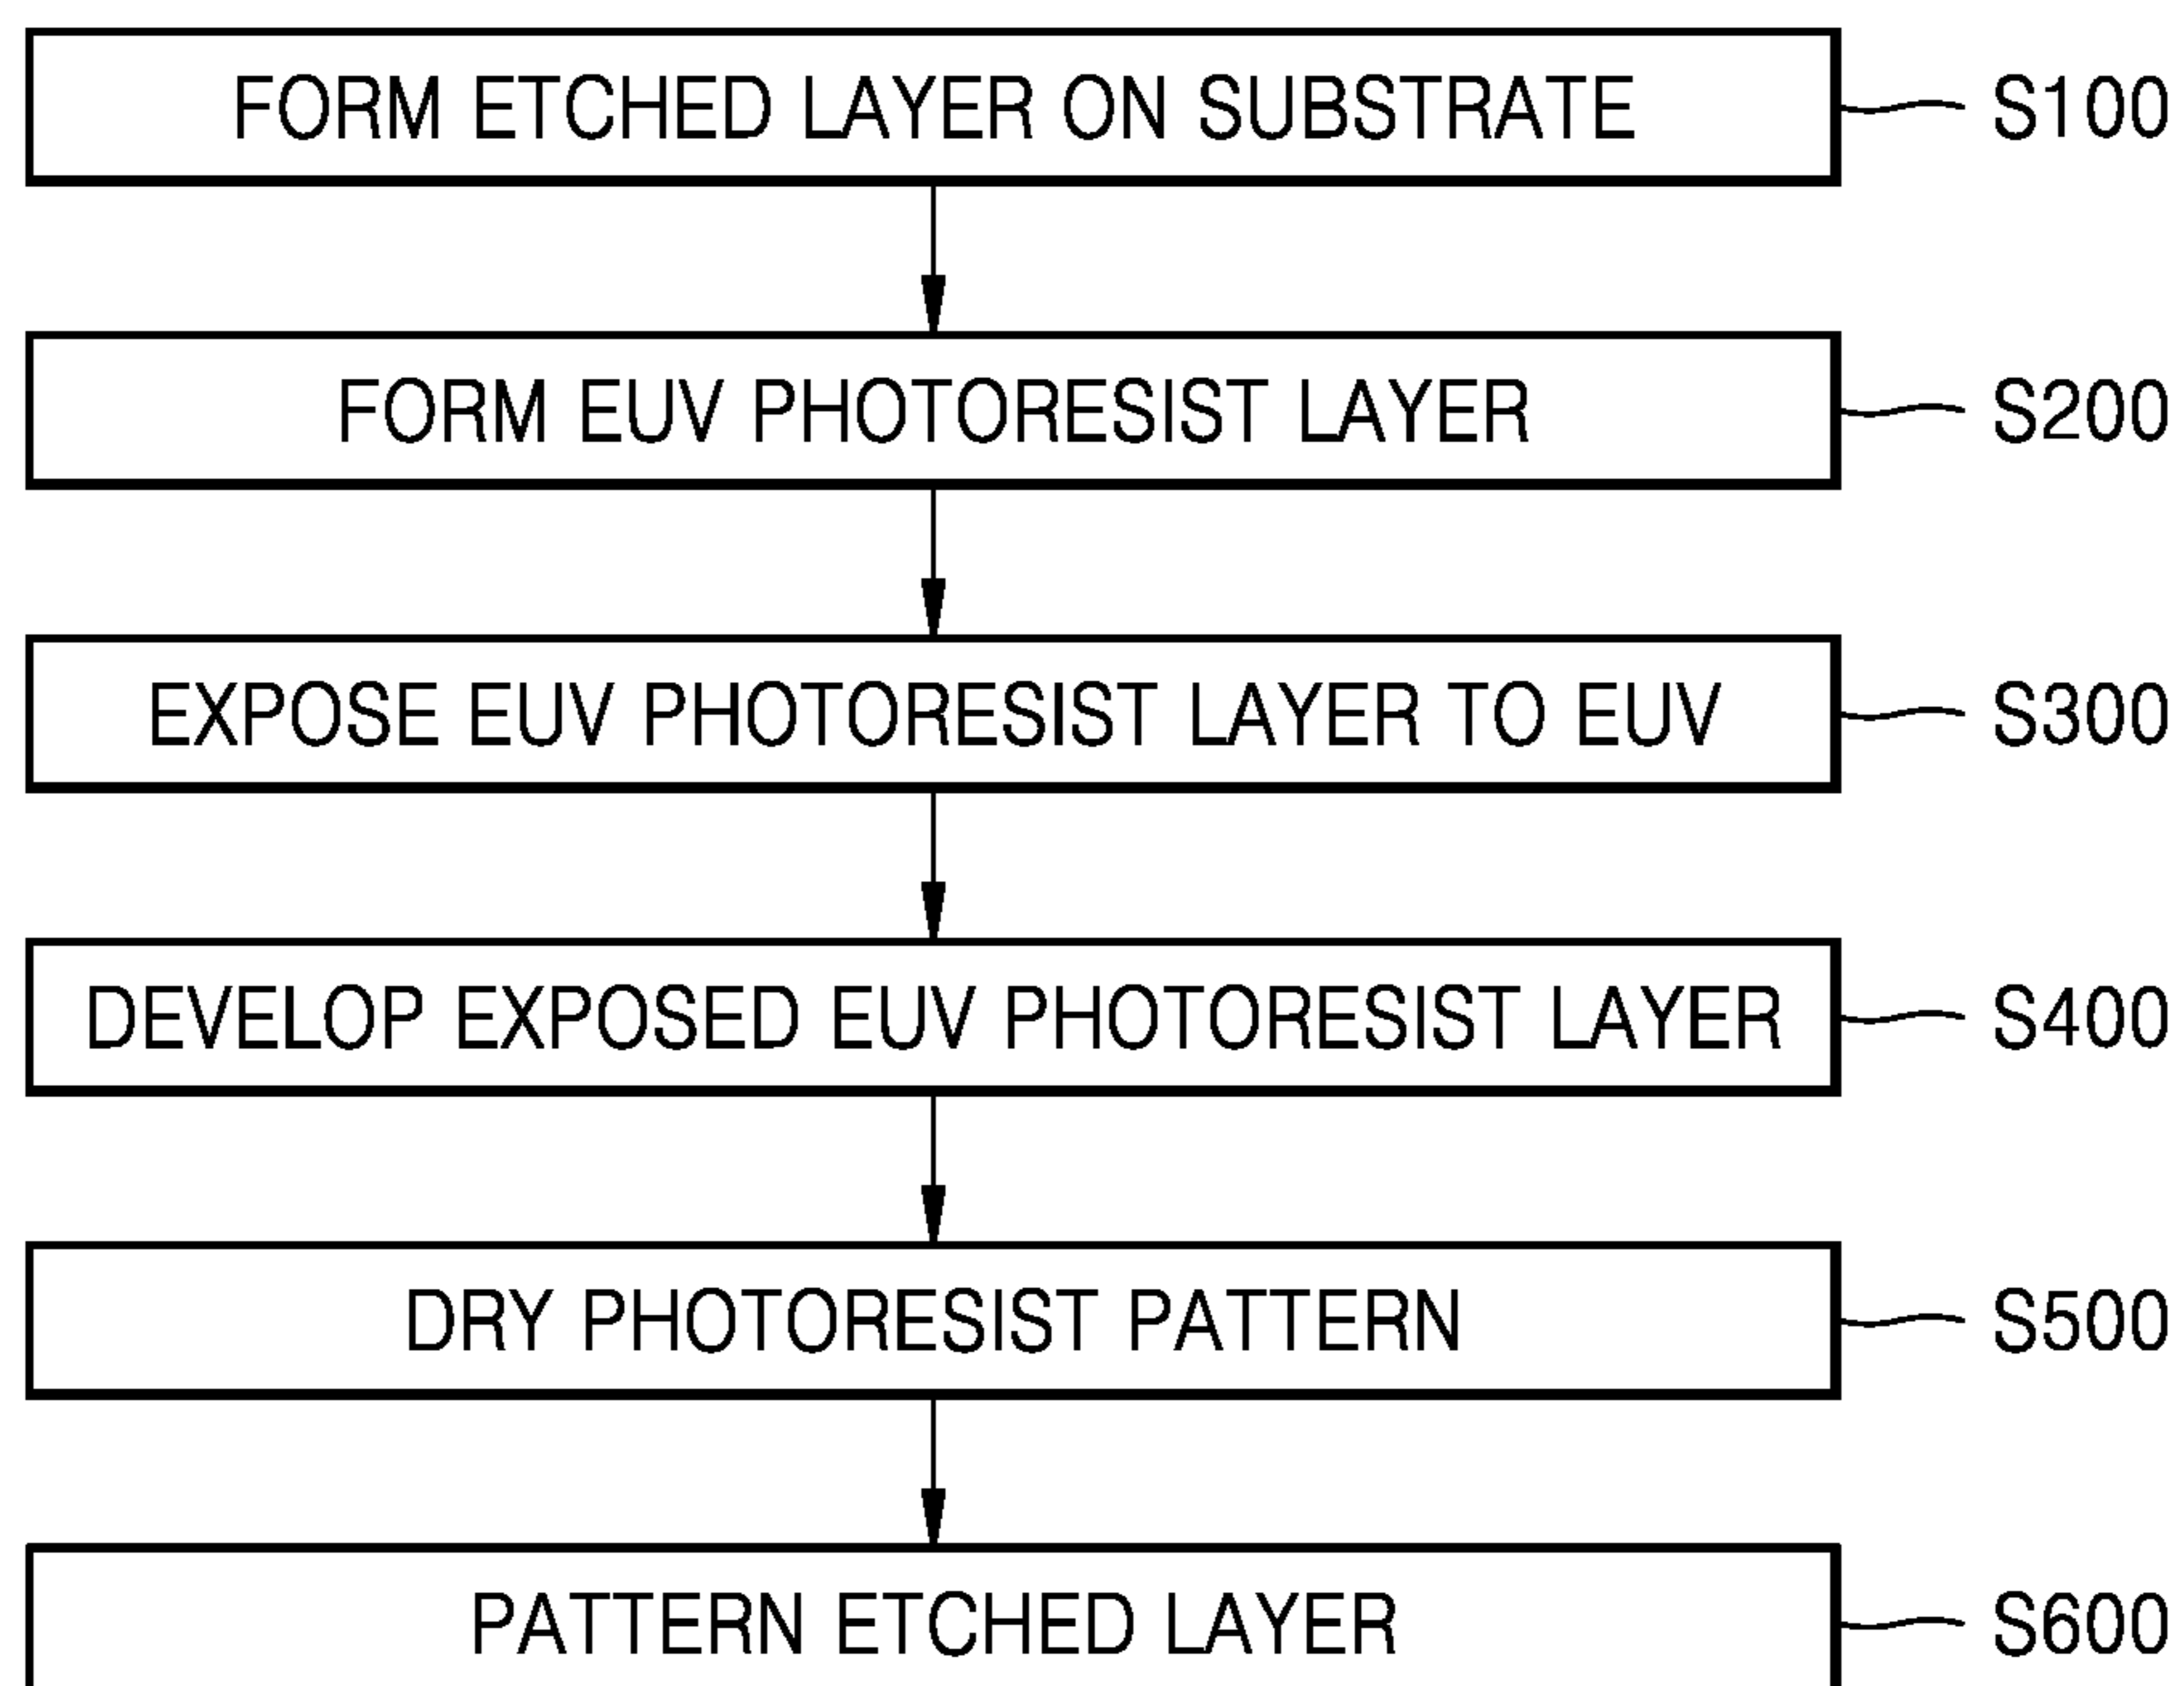 FORM ETCHED LAYER ON SUBSTRATE S100
FORM EUV PHOTORESIST LAYER S200
EXPOSE EUV PHOTORESIST LAYER TO EUV S300
DEVELOP EXPOSED EUV PHOTORESIST LAYER S400
DRY PHOTORESIST PATTERN S500
PATTERN ETCHED LAYER S600